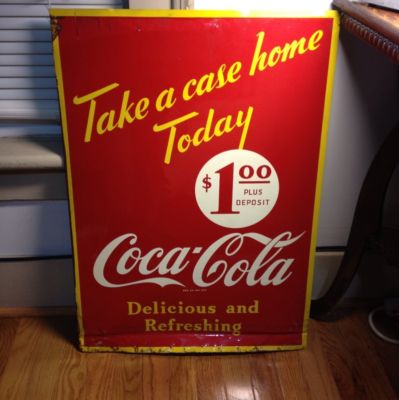 Take a case home
Today
$1.00
PLUS
DEPOSIT
Coca-Cola
Delicious and
Refreshing